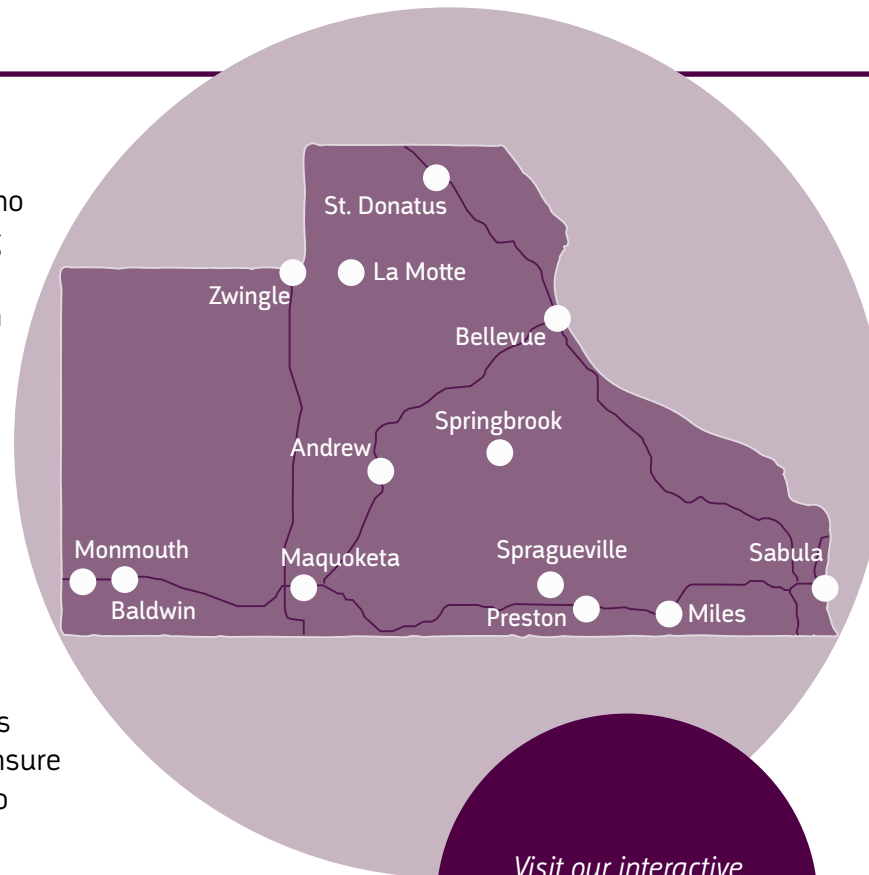 St. Donatus
La Motte
Zwingle
Bellevue
Springbrook
Andrew
Monmouth
Maquoketa
Spragueville
Sabula
Baldwin
Preston
Miles
Visit our interactive